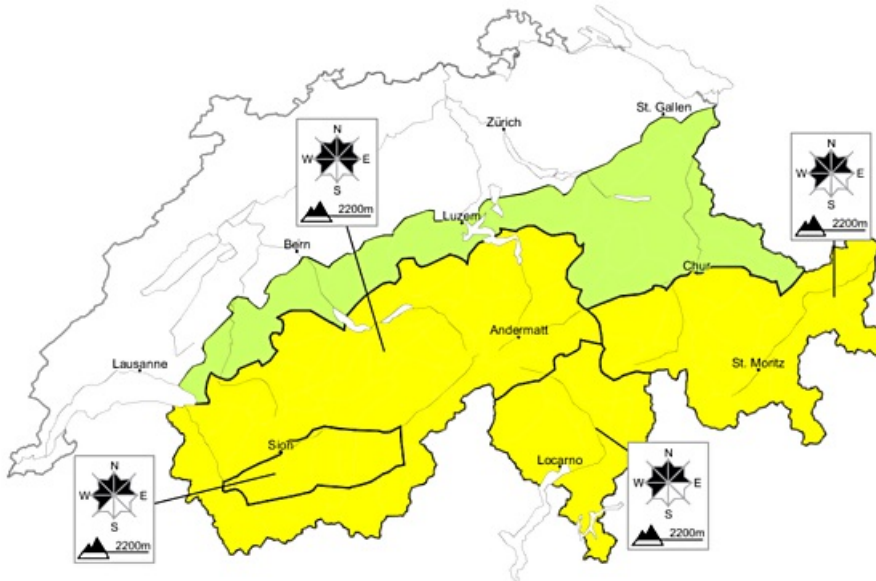 St. Gallen
Zürich
N
W E
S
2200m
N
W E
S
2200m
Luzern
Bern
Chur
Andermatt
Lausanne
St. Moritz
Sion
Locarno
N
W E
S
2200m
N
W E
S
2200m